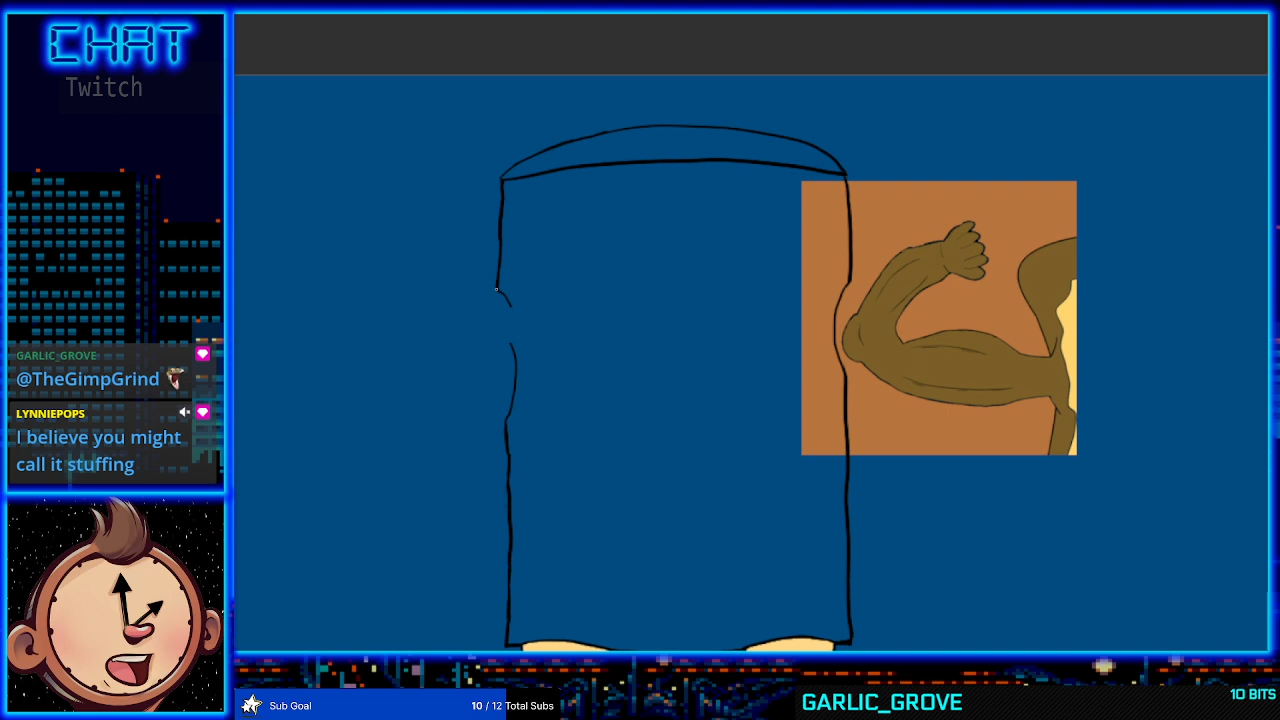 CHAT
Twitch
GARLIC_GROVE
@TheGimpGrind
LYNNIEPOPS
I believe you might
call it stuffing
Sub Goal
10 / 12 Total Subs
GARLIC_GROVE
10 BITS